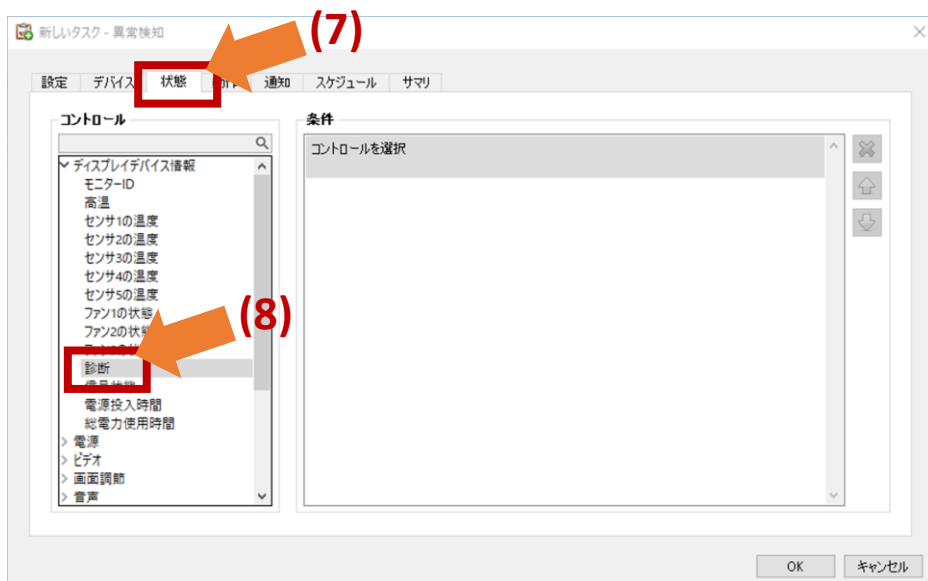 新しいタスク - 異常検知
(7)
設定 デバイス 状態 通知 スケジュール サマリ
コントロール
条件
コントロールを選択
ディスプレイデバイス情報
モニターID
高温
センサ1の温度
センサ2の温度
センサ3の温度
センサ4の温度
センサ5の温度
ファン1の状態
ファン2の状態
(8)
診断
信号状態
電源投入時間
総電力使用時間
電源
ビデオ
画面調節
音声
OK キャンセル